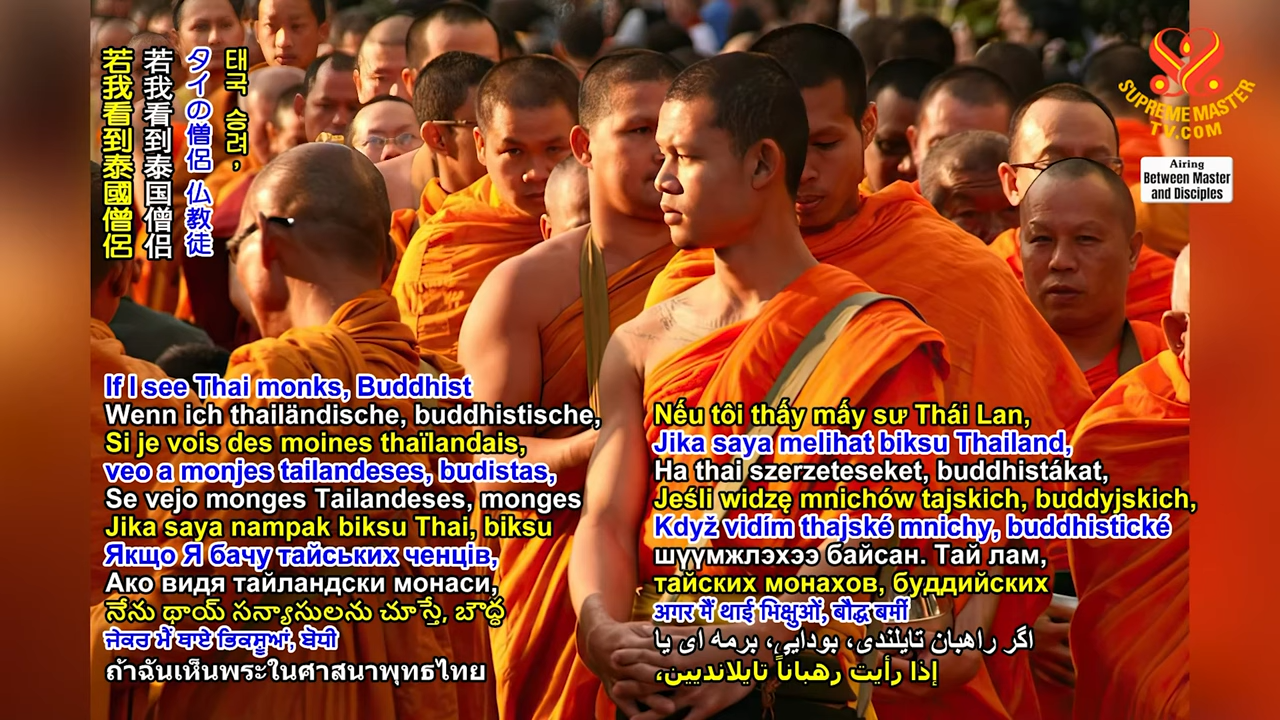 태국 승려,
タイの僧侶 仏教徒
若我看到泰国僧侣
若我看到泰國僧侶
SUPREME MASTER
TV.COM
Airing
Between Master
and Disciples
If I see Thai monks, Buddhist
Wenn ich thailändische, buddhistische,
Si je vois des moines thaïlandais,
veo a monjes tailandeses, budistas,
Se vejo monges Tailandeses, monges
Jika saya nampak biksu Thai, biksu
Якщо Я бачу тайських ченців,
Ако видя тайландски монаси,
నేను థాయ్ సన్యాసులను చూస్తే, బౌద్ధ
ਜੇਕਰ ਮੈਂ ਥਾਏ ਭਿਕਸ਼ੂਆਂ, ਬੋਧੀ
ถ้าฉันเห็นพระในศาสนาพุทธไทย
Nếu tôi thấy mấy sư Thái Lan,
Jika saya melihat biksu Thailand,
Ha thai szerzeteseket, buddhistákat,
Jeśli widzę mnichów tajskich, buddyjskich,
Když vidím thajské mnichy, buddhistické
шүүмжлэхээ байсан. Тай лам,
тайских монахов, буддийских
अगर मैं थाई भिक्षुओं, बौद्ध बर्मी
اگر راهبان تایلندی، بودایی، برمه ای یا
إذا رأيت رهباناً تايلانديين،